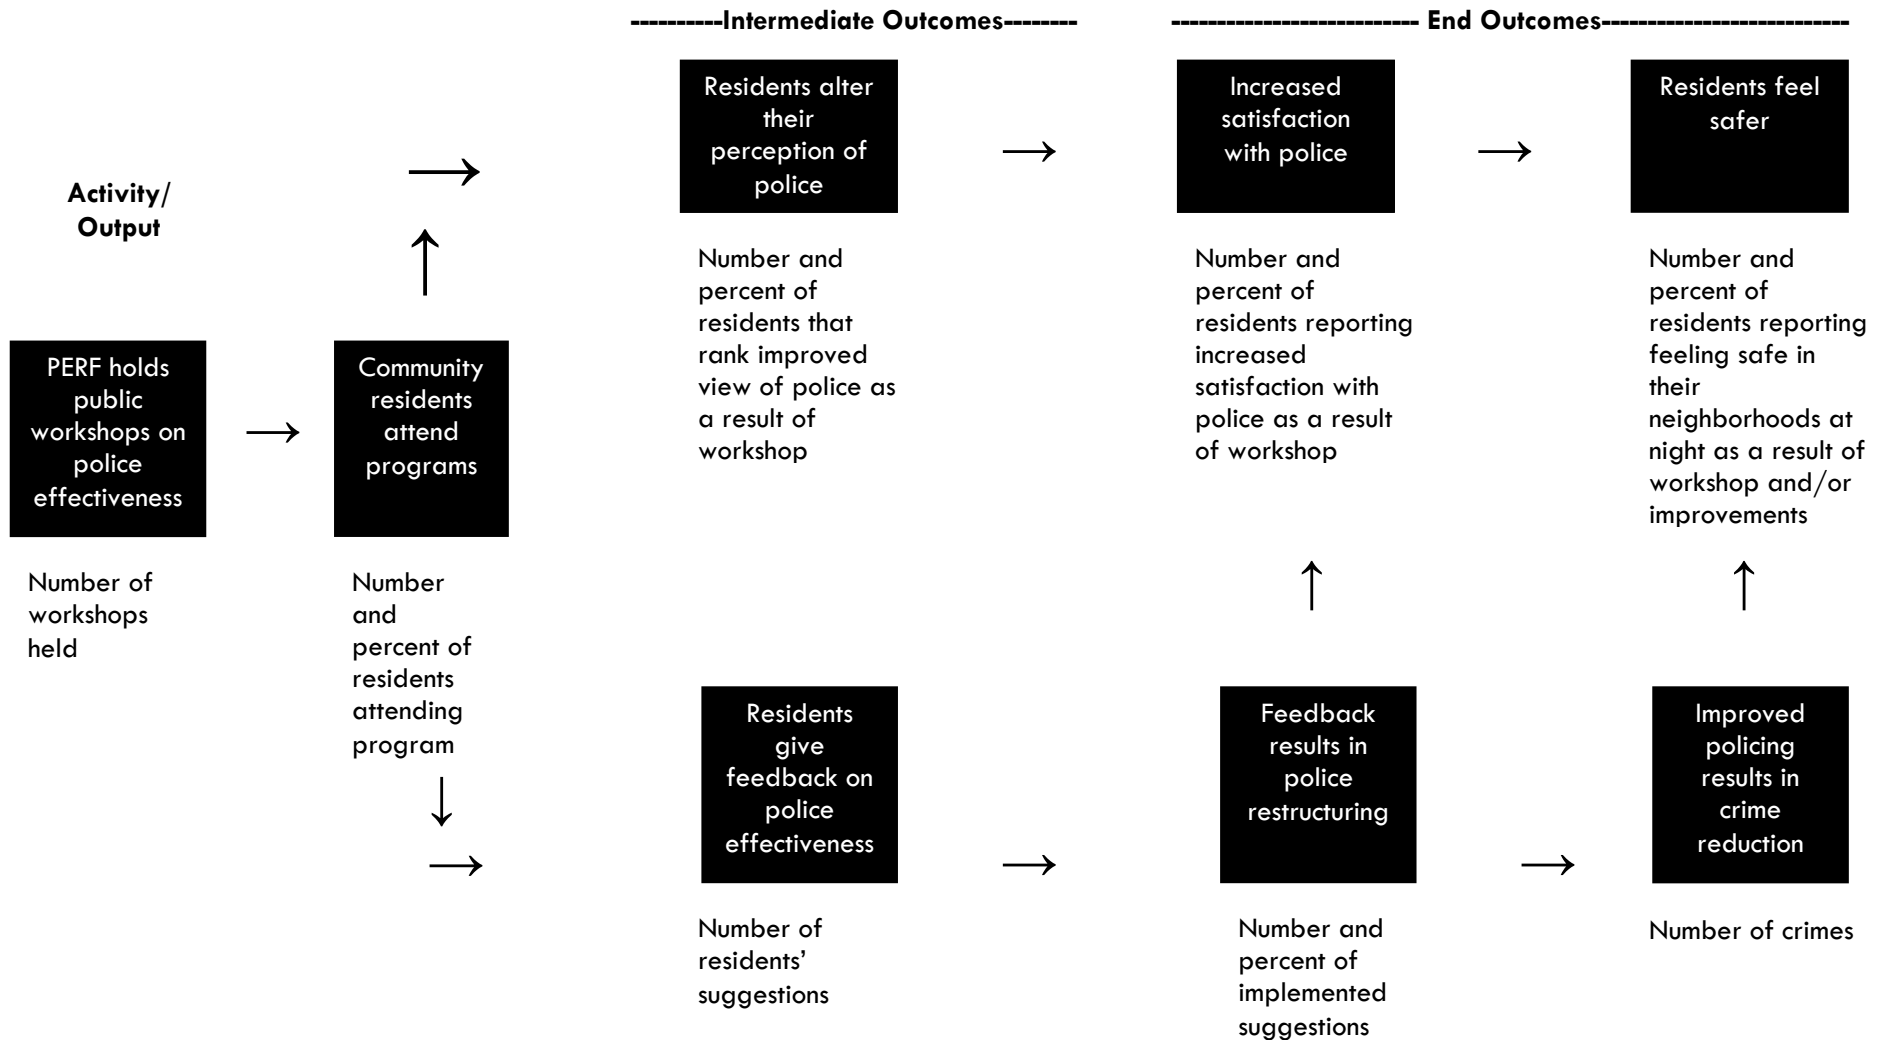 ----------Intermediate Outcomes--------
--------------------------- End Outcomes---------------------------
Activity/
Output
PERF holds
public
workshops on
police
effectiveness
Number of
workshops
held
Community
residents
attend
programs
Number
and
percent of
residents
attending
program
Residents alter
their
perception of
police
Number and
percent of
residents that
rank improved
view of police as
a result of
workshop
Increased
satisfaction
with police
Number and
percent of
residents reporting
increased
satisfaction with
police as a result
of workshop
Residents feel
safer
Number and
percent of
residents reporting
feeling safe in
their
neighborhoods at
night as a result of
workshop and/or
improvements
Residents
give
feedback on
police
effectiveness
Number of
residents’
suggestions
Feedback
results in
police
restructuring
Number and
percent of
implemented
suggestions
Improved
policing
results in
crime
reduction
Number of crimes